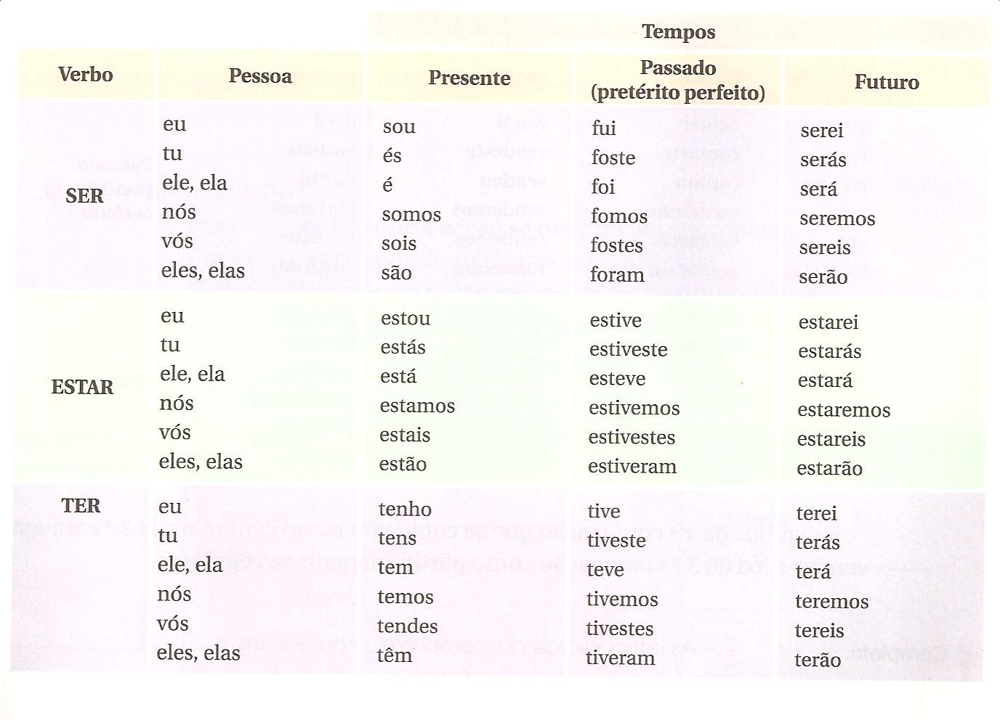 Tempos
Verbo Pessoa Presente Passado (pretérito perfeito) Futuro
SER
eu sou fui serei
tu és foste serás
ele, ela é foi será
nós somos fomos seremos
vós sois fostes sereis
eles, elas são foram serão
ESTAR
eu estou estive estarei
tu estás estiveste estarás
ele, ela está esteve estará
nós estamos estivemos estaremos
vós estais estivestes estareis
eles, elas estão estiveram estarão
TER
eu tenho tive terei
tu tens tiveste terás
ele, ela tem teve terá
nós temos tivemos teremos
vós tendes tivestes tereis
eles, elas têm tiveram terão